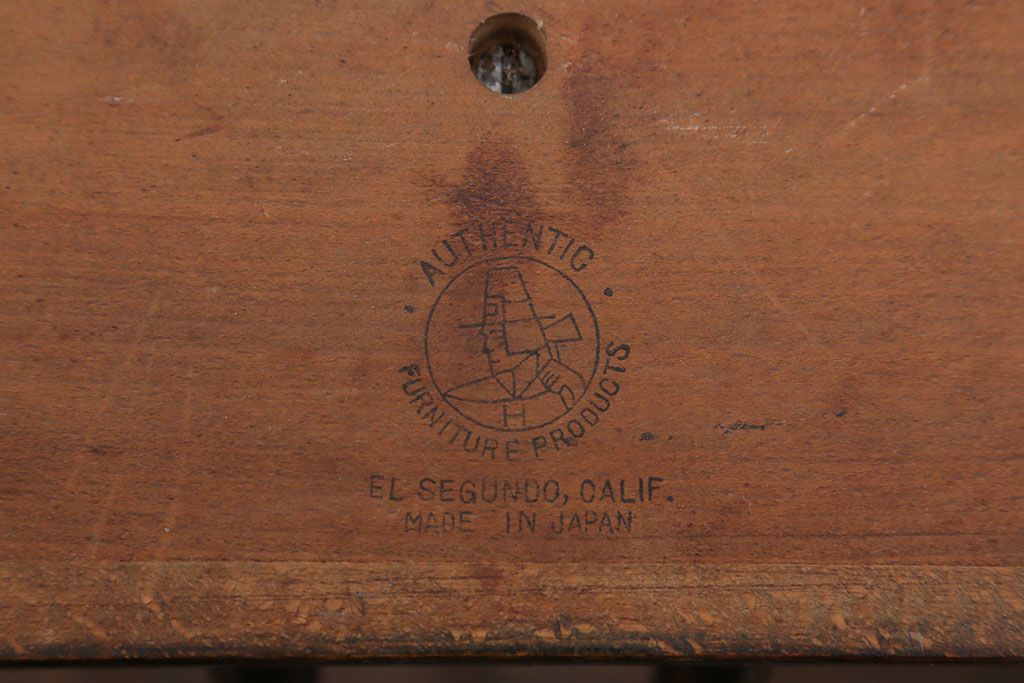 · AUTHENTIC ·
FURNITURE PRODUCTS
H
EL SEGUNDO, CALIF.
MADE IN JAPAN